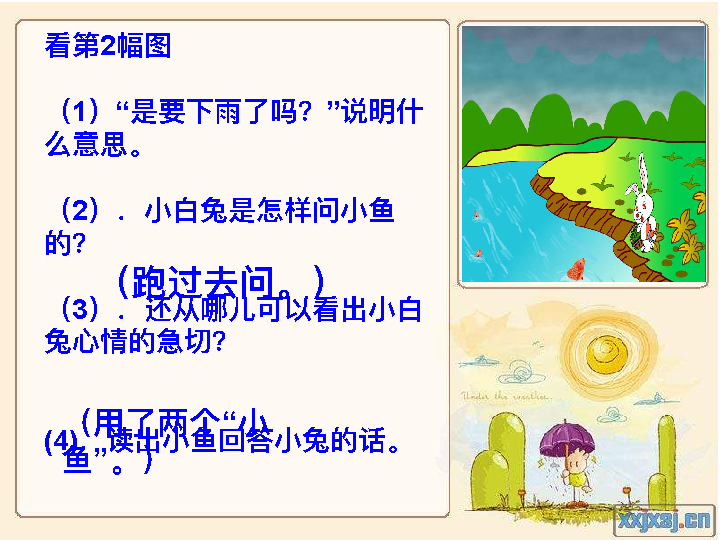 看第2幅图
（1）“是要下雨了吗？”说明什
么意思。
（2）．小白兔是怎样问小鱼
的？
（跑过去问。）
（3）．还从哪儿可以看出小白
兔心情的急切？
（用了两个“小
鱼”。）
(4)、读出小鱼回答小兔的话。
Under the weather.
xxjxsj.cn